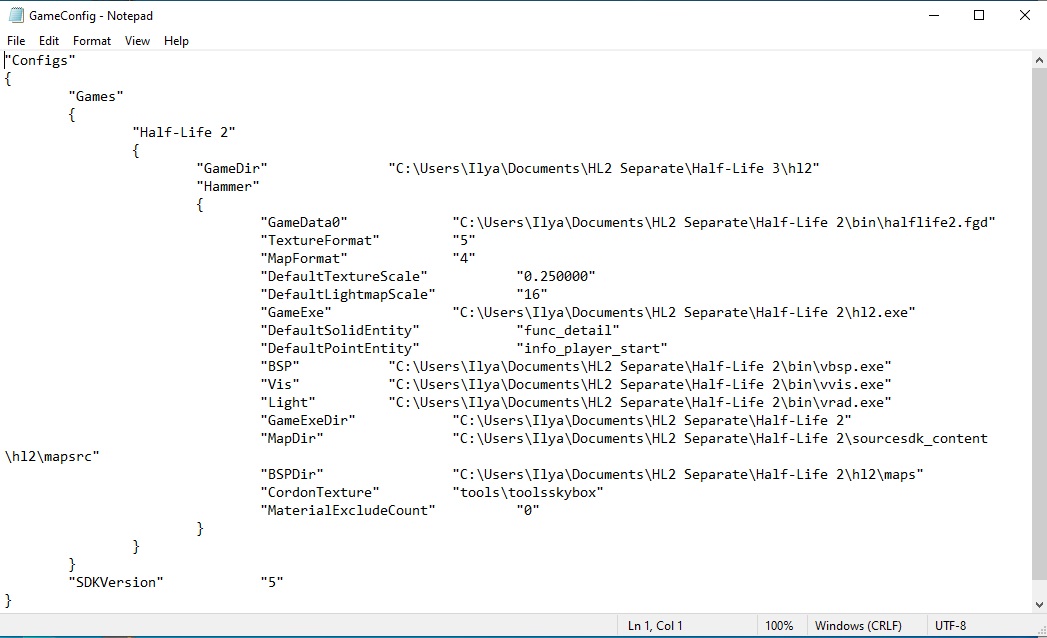 GameConfig - Notepad
File Edit Format View Help
"Configs"
{
"Games"
{
"Half-Life 2"
{
"GameDir" "C:\Users\Ilya\Documents\HL2 Separate\Half-Life 3\hl2"
"Hammer"
{
"GameData0" "C:\Users\Ilya\Documents\HL2 Separate\Half-Life 2\bin\halflife2.fgd"
"TextureFormat" "5"
"MapFormat" "4"
"DefaultTextureScale" "0.250000"
"DefaultLightmapScale" "16"
"GameExe" "C:\Users\Ilya\Documents\HL2 Separate\Half-Life 2\hl2.exe"
"DefaultSolidEntity" "func_detail"
"DefaultPointEntity" "info_player_start"
"BSP" "C:\Users\Ilya\Documents\HL2 Separate\Half-Life 2\bin\vbsp.exe"
"Vis" "C:\Users\Ilya\Documents\HL2 Separate\Half-Life 2\bin\vvis.exe"
"Light" "C:\Users\Ilya\Documents\HL2 Separate\Half-Life 2\bin\vrad.exe"
"GameExeDir" "C:\Users\Ilya\Documents\HL2 Separate\Half-Life 2"
"MapDir" "C:\Users\Ilya\Documents\HL2 Separate\Half-Life 2\sourcesdk_content
\hl2\mapsrc"
"BSPDir" "C:\Users\Ilya\Documents\HL2 Separate\Half-Life 2\hl2\maps"
"CordonTexture" "tools\toolsskybox"
"MaterialExcludeCount" "0"
}
}
}
"SDKVersion" "5"
}
Ln 1, Col 1 100% Windows (CRLF) UTF-8